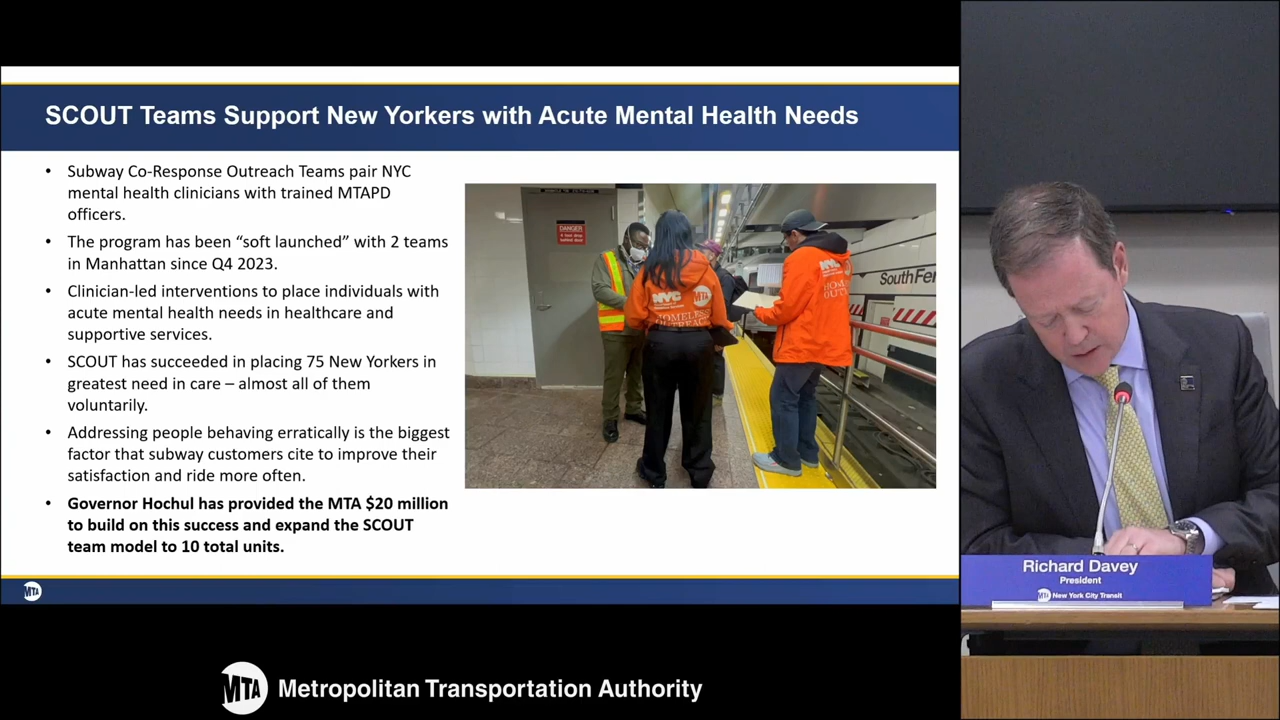 SCOUT Teams Support New Yorkers with Acute Mental Health Needs
• Subway Co-Response Outreach Teams pair NYC
mental health clinicians with trained MTAPD
officers.
• The program has been “soft launched” with 2 teams
in Manhattan since Q4 2023.
• Clinician-led interventions to place individuals with
acute mental health needs in healthcare and
supportive services.
• SCOUT has succeeded in placing 75 New Yorkers in
greatest need in care – almost all of them
voluntarily.
• Addressing people behaving erratically is the biggest
factor that subway customers cite to improve their
satisfaction and ride more often.
• Governor Hochul has provided the MTA $20 million
to build on this success and expand the SCOUT
team model to 10 total units.
DANGER
NYC
MTA
HOMELESS
OUTREACH
NYC
South Fer
MTA
Richard Davey
President
MTA New York City Transit
MTA Metropolitan Transportation Authority